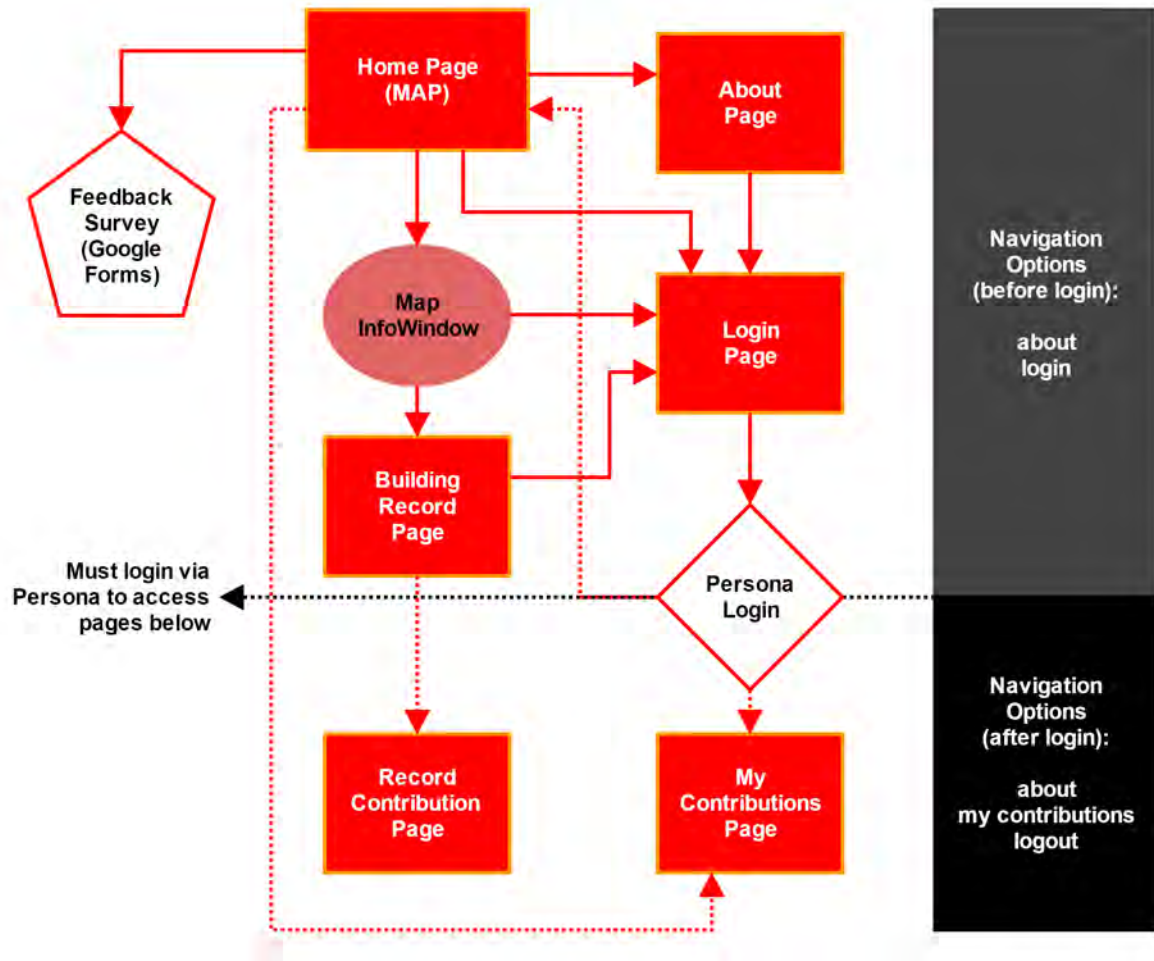 Home Page
(MAP)
About
Page
Feedback
Survey
(Google
Forms)
Map
InfoWindow
Login
Page
Building
Record
Page
Must login via
Persona to access
pages below
Persona
Login
Record
Contribution
Page
My
Contributions
Page
Navigation
Options
(before login):
about
login
Navigation
Options
(after login):
about
my contributions
logout